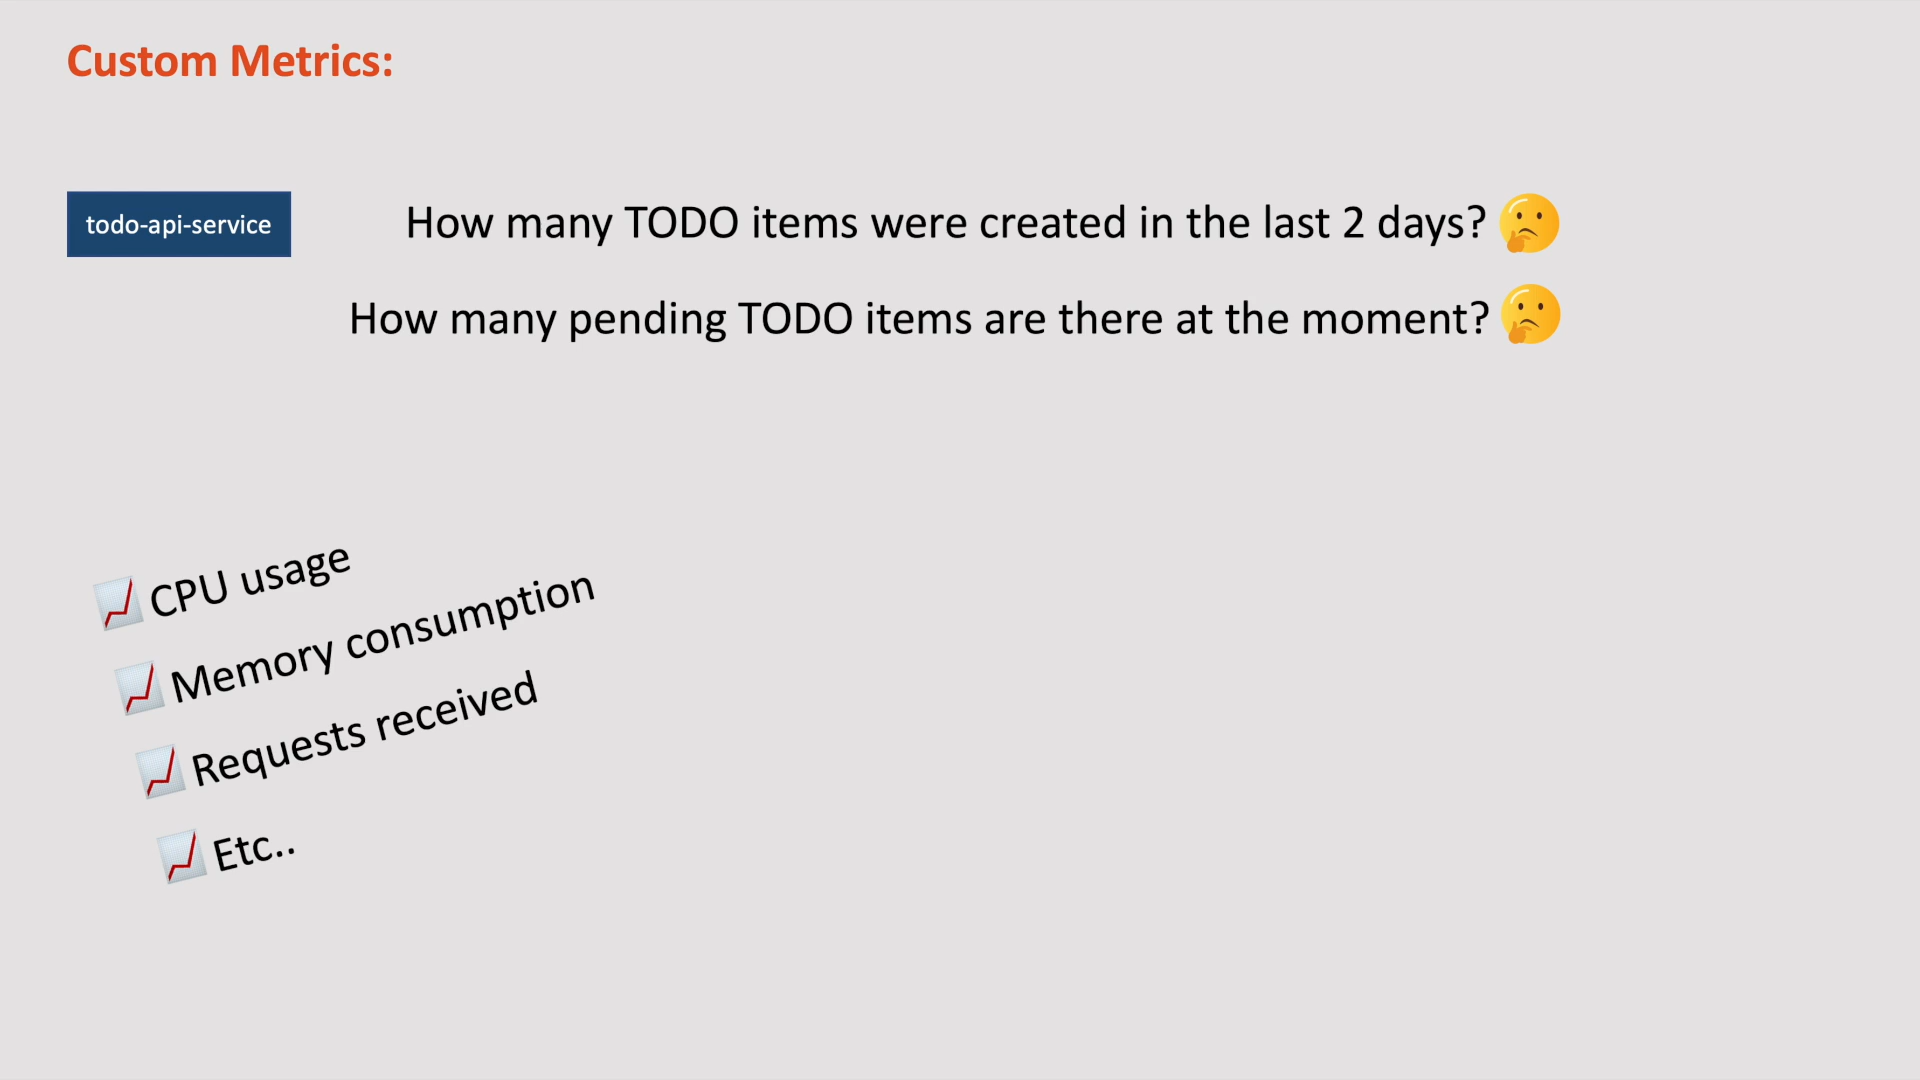 Custom Metrics:
todo-api-service
How many TODO items were created in the last 2 days? 🤔
How many pending TODO items are there at the moment? 🤔
📈 CPU usage
📈 Memory consumption
📈 Requests received
📈 Etc..